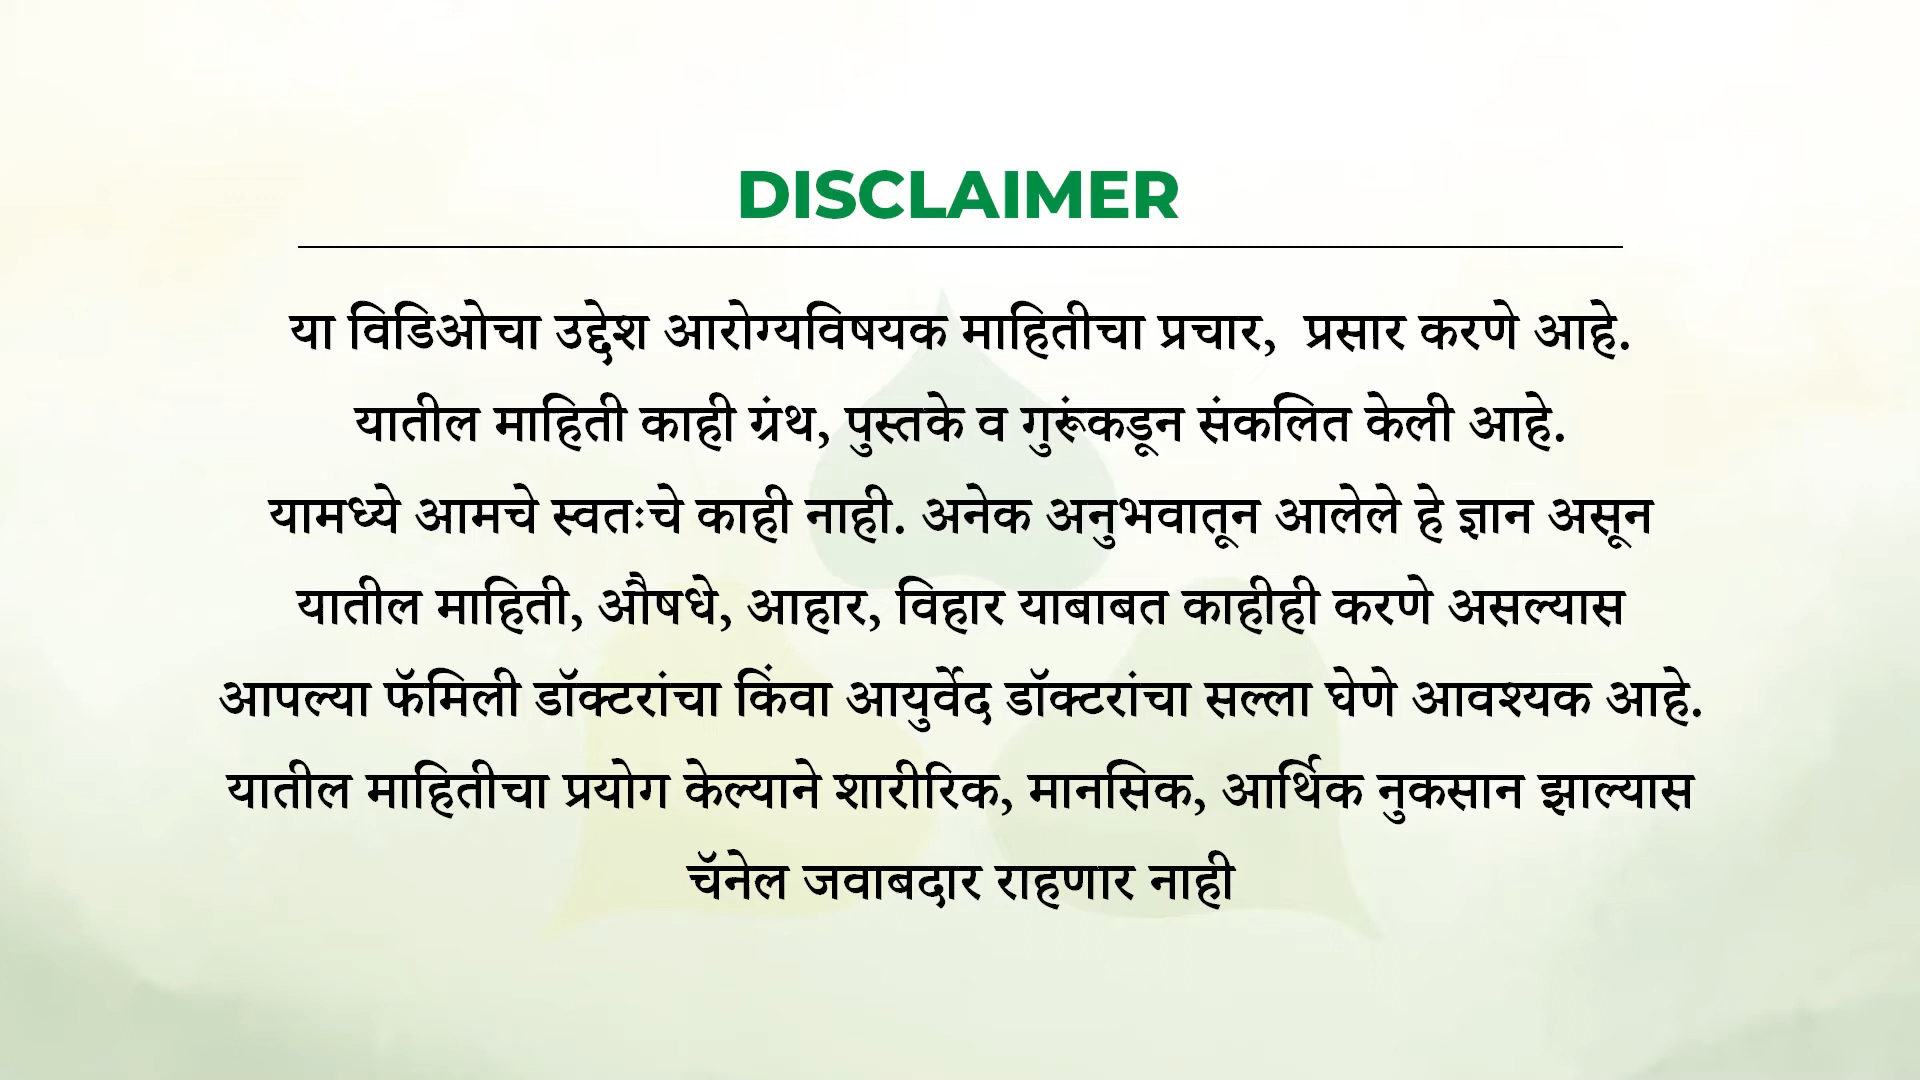 DISCLAIMER
या विडिओचा उद्देश आरोग्यविषयक माहितीचा प्रचार, प्रसार करणे आहे.
यातील माहिती काही ग्रंथ, पुस्तके व गुरूंकडून संकलित केली आहे.
यामध्ये आमचे स्वतःचे काही नाही. अनेक अनुभवातून आलेले हे ज्ञान असून
यातील माहिती, औषधे, आहार, विहार याबाबत काहीही करणे असल्यास
आपल्या फॅमिली डॉक्टरांचा किंवा आयुर्वेद डॉक्टरांचा सल्ला घेणे आवश्यक आहे.
यातील माहितीचा प्रयोग केल्याने शारीरिक, मानसिक, आर्थिक नुकसान झाल्यास
चॅनेल जवाबदार राहणार नाही